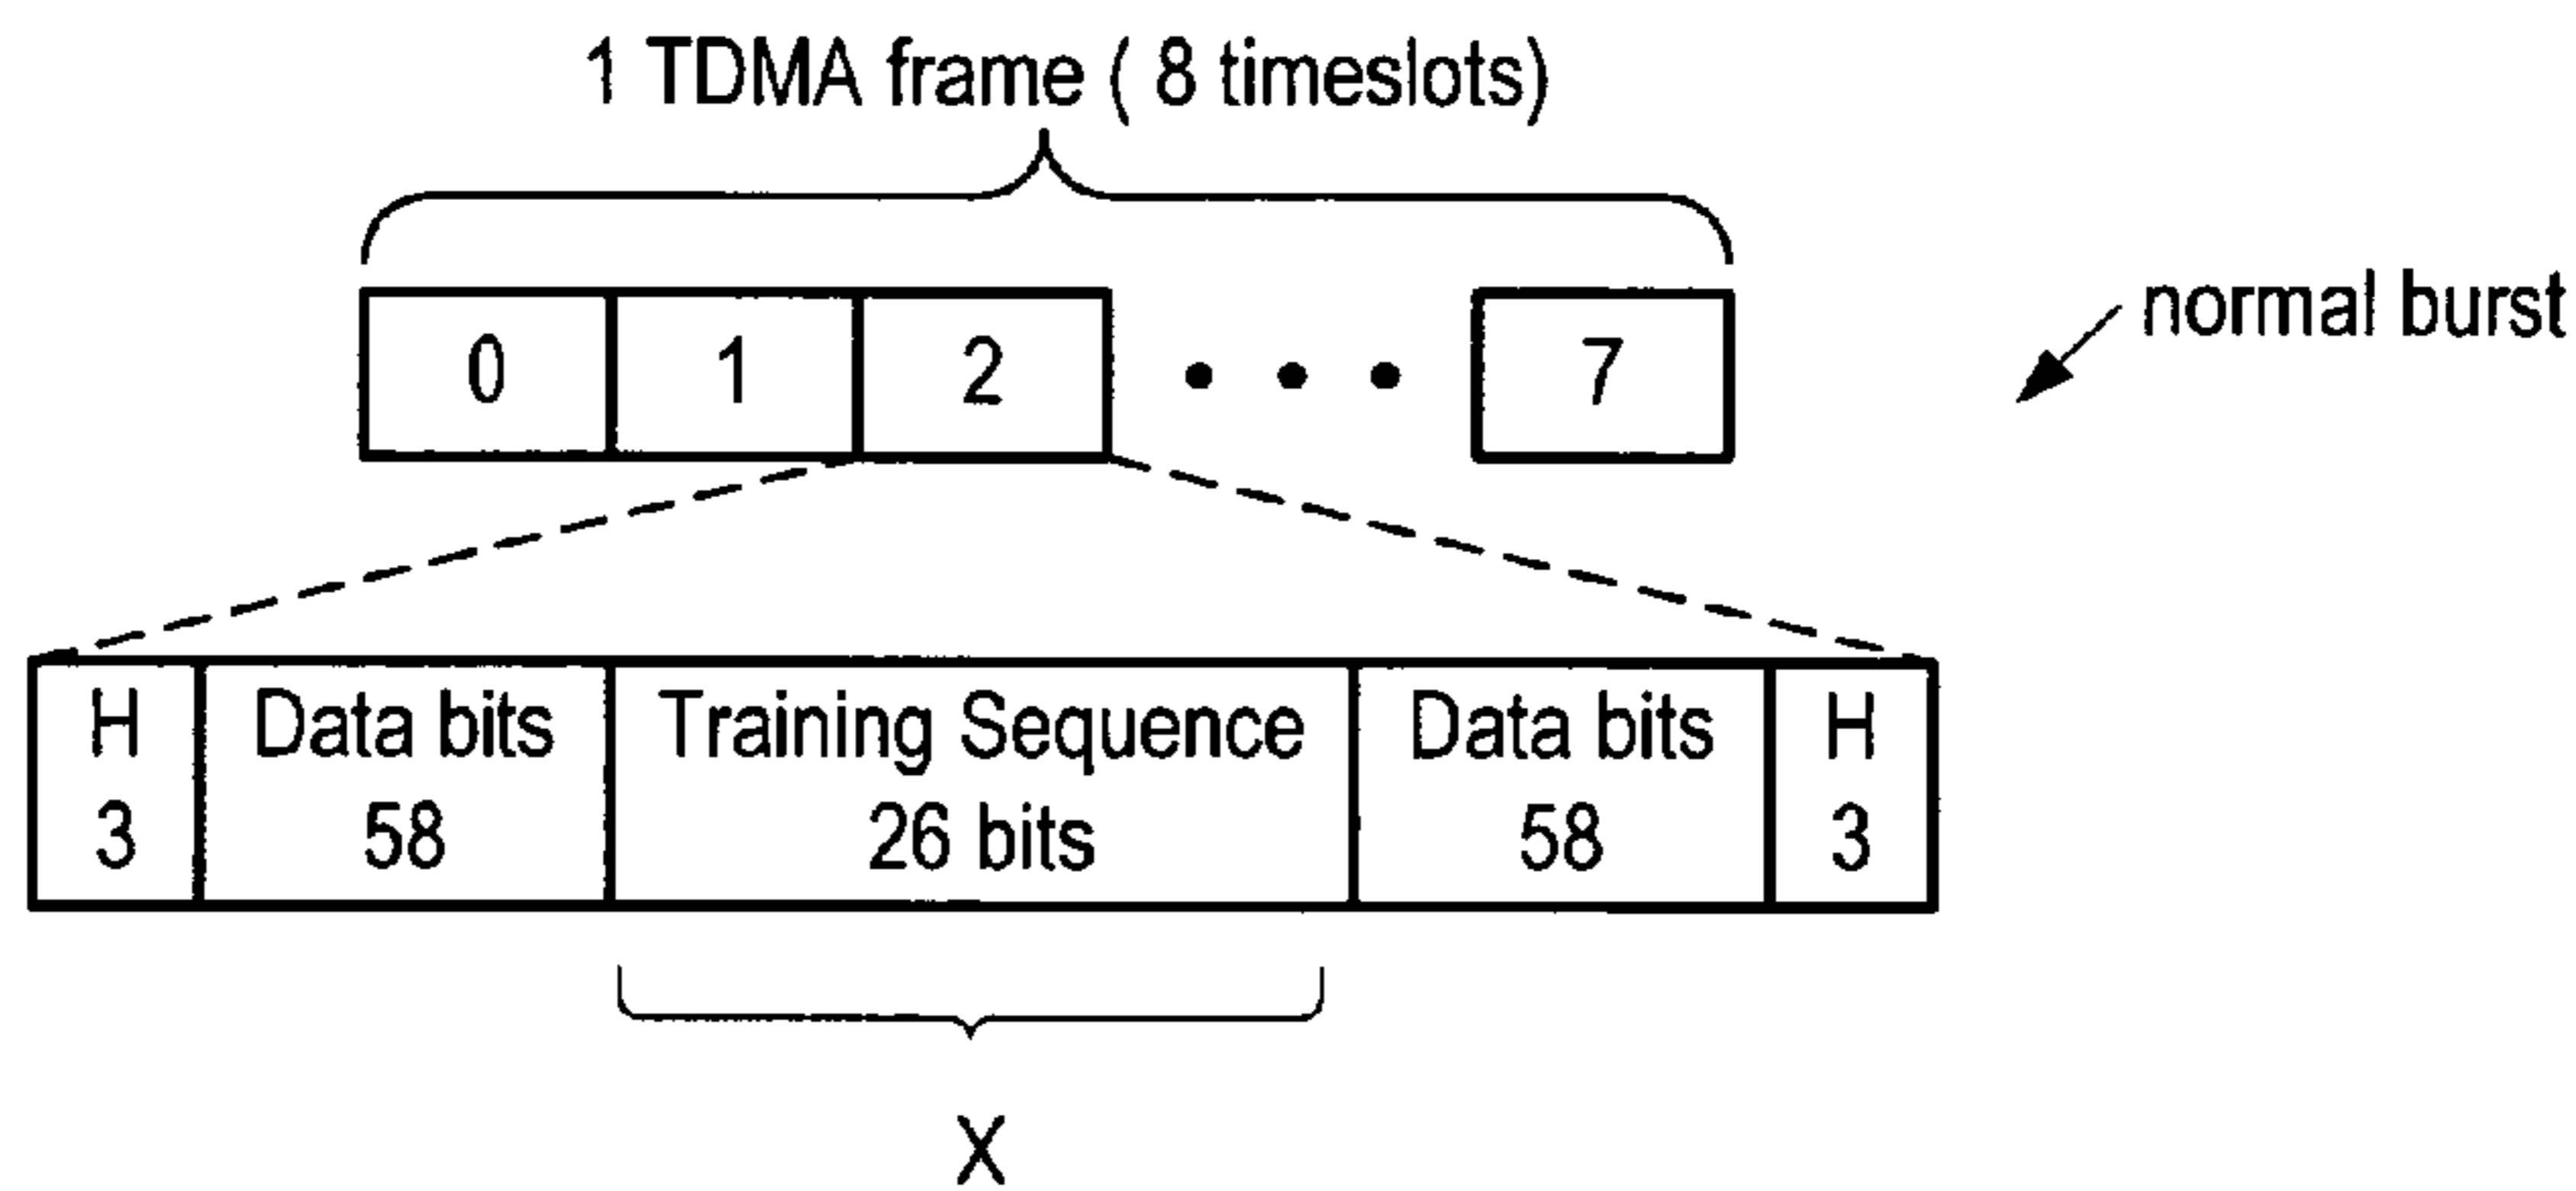 1 TDMA frame ( 8 timeslots)
normal burst
0 1 2 • • • 7
H Data bits Training Sequence Data bits H
3 58 26 bits 58 3
X